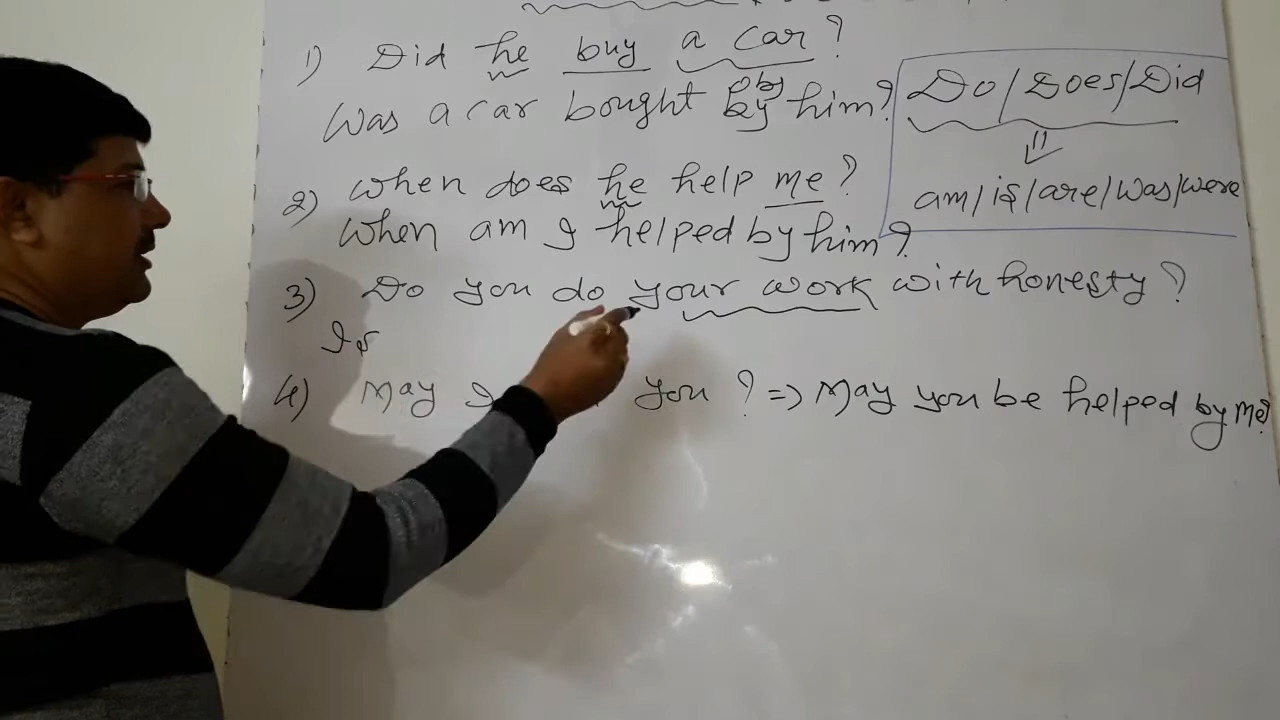 1) Did he buy a car?
obj
Was a car bought by him?
Do/Does/Did
am/is/are/was/were
2) When does he help me?
When am I helped by him?
3) Do you do your work with honesty?
Is
4) May I you? => May you be helped by me?